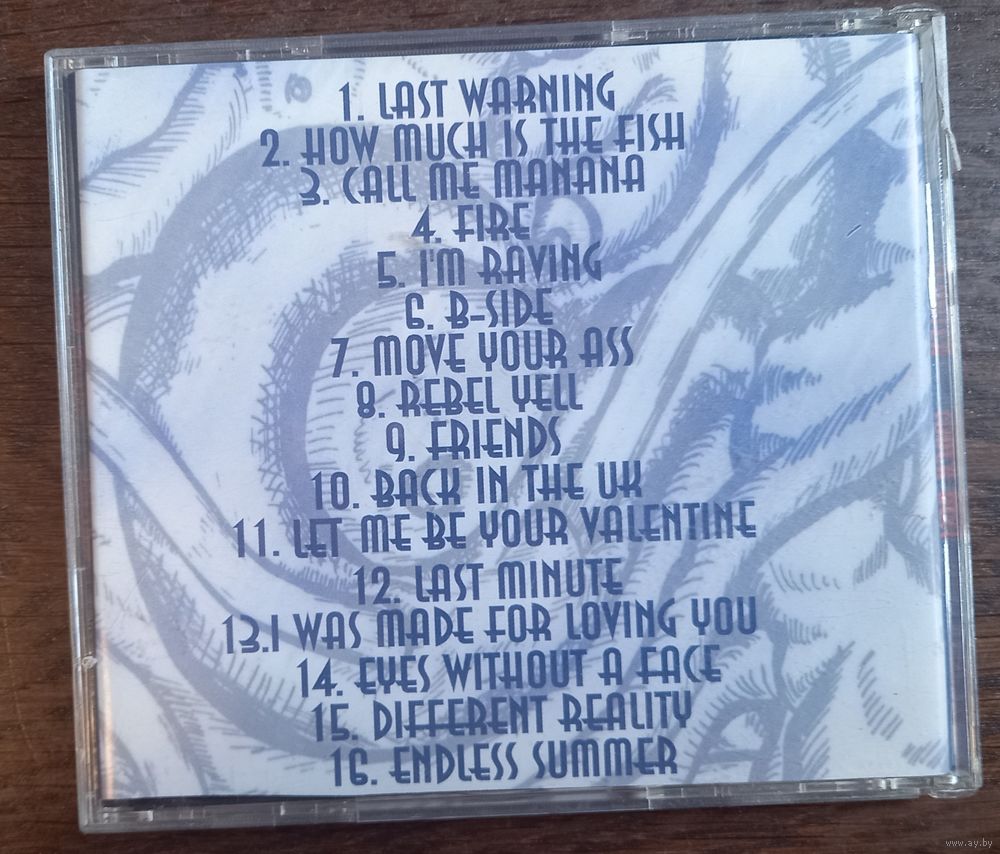 1. LAST WARNING
2. HOW MUCH IS THE FISH
3. CALL ME MANANA
4. FIRE
5. I'M RAVING
6. B-SIDE
7. MOVE YOUR ASS
8. REBEL YELL
9. FRIENDS
10. BACK IN THE UK
11. LET ME BE YOUR VALENTINE
12. LAST MINUTE
13.I WAS MADE FOR LOVING YOU
14. EYES WITHOUT A FACE
15. DIFFERENT REALITY
16. ENDLESS SUMMER
www.ay.by